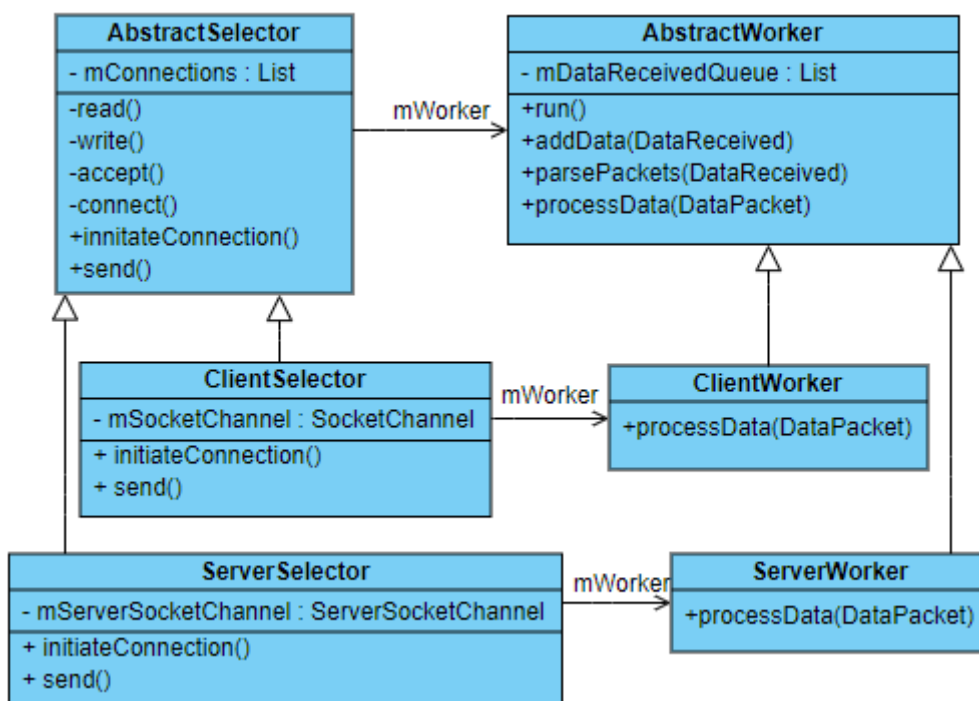 AbstractSelector
- mConnections : List
-read()
-write()
-accept()
-connect()
+innitateConnection()
+send()
mWorker
AbstractWorker
- mDataReceivedQueue : List
+run()
+addData(DataReceived)
+parsePackets(DataReceived)
+processData(DataPacket)
ClientSelector
- mSocketChannel : SocketChannel
+ initiateConnection()
+ send()
mWorker
ClientWorker
+processData(DataPacket)
ServerSelector
- mServerSocketChannel : ServerSocketChannel
+ initiateConnection()
+ send()
mWorker
ServerWorker
+processData(DataPacket)